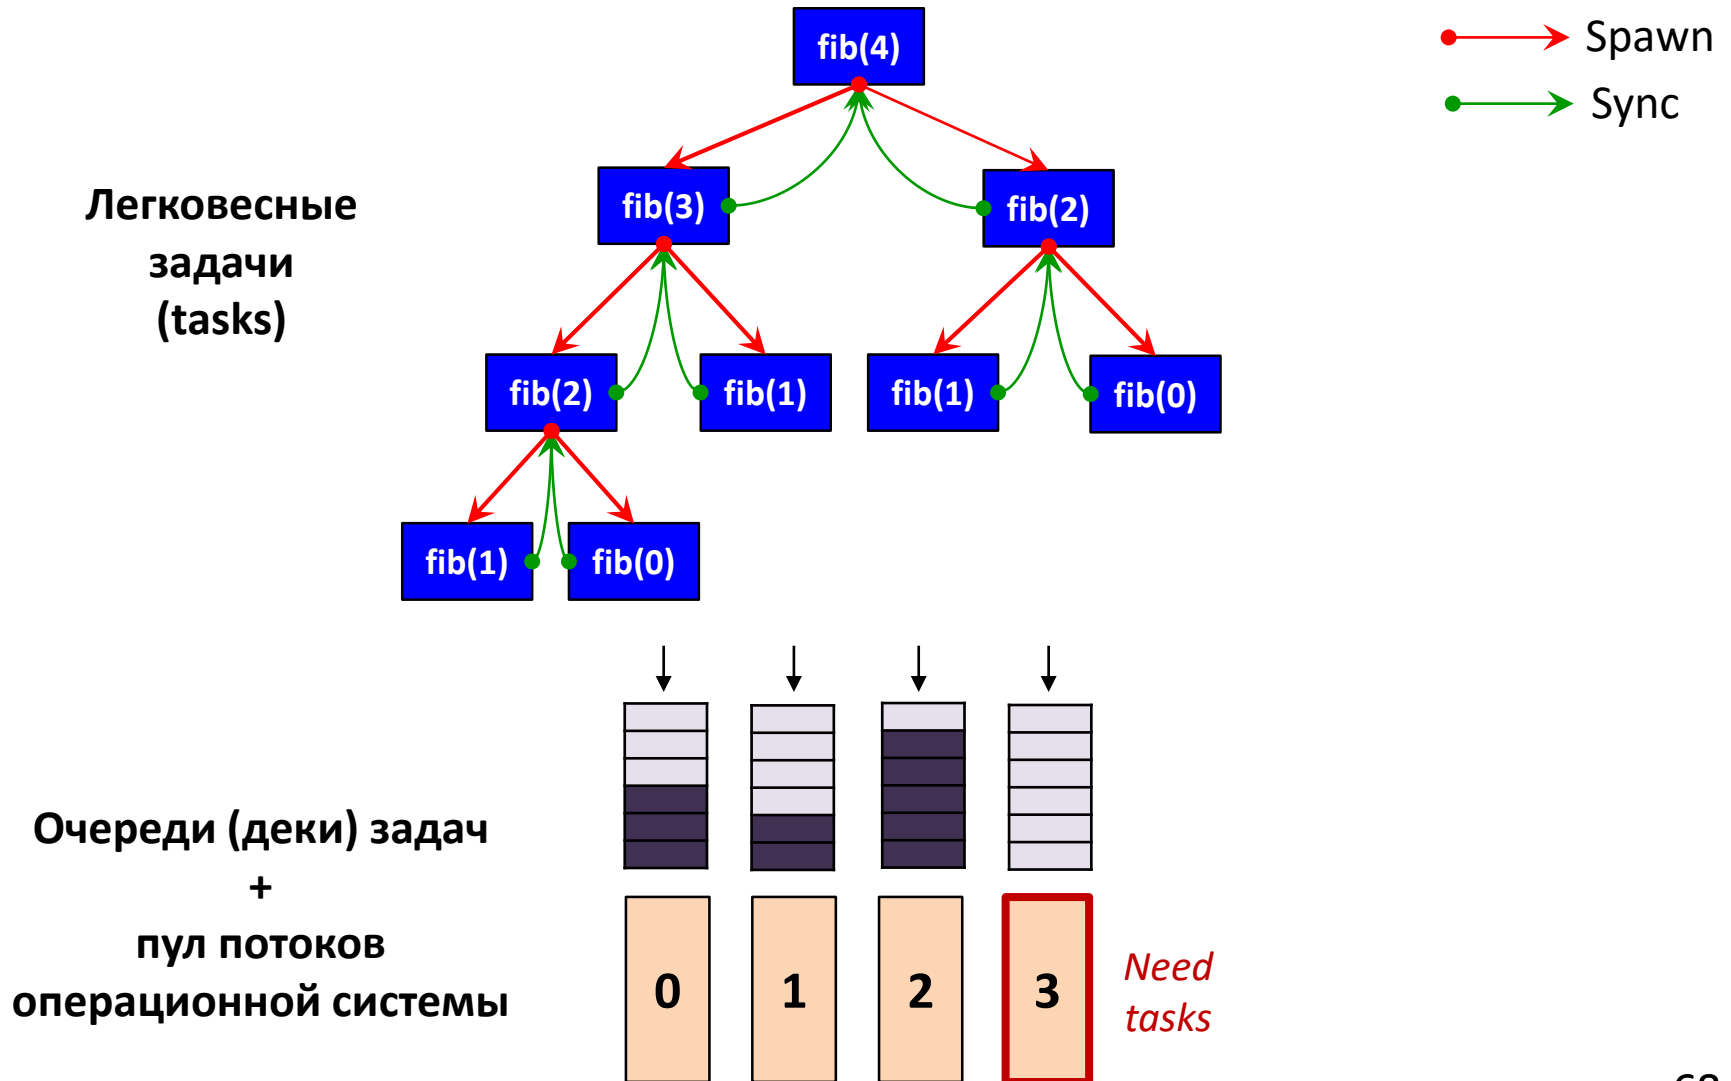 fib(4)
Spawn
Sync
Легковесные
задачи
(tasks)
fib(3)
fib(2)
fib(2)
fib(1)
fib(1)
fib(0)
fib(1)
fib(0)
Очереди (деки) задач
+
пул потоков
операционной системы
0
1
2
3
Need
tasks